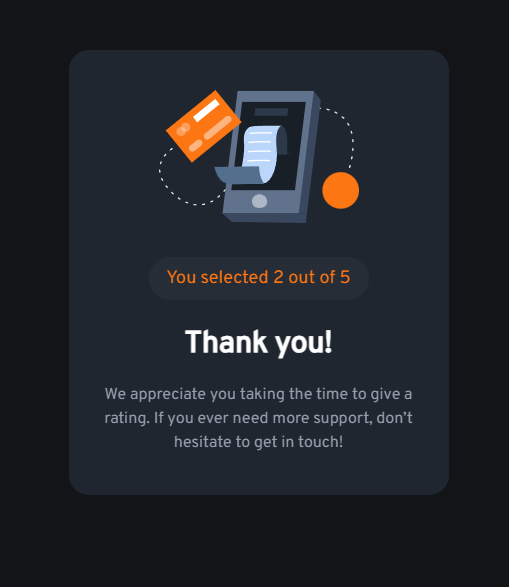 You selected 2 out of 5
Thank you!
We appreciate you taking the time to give a
rating. If you ever need more support, don’t
hesitate to get in touch!